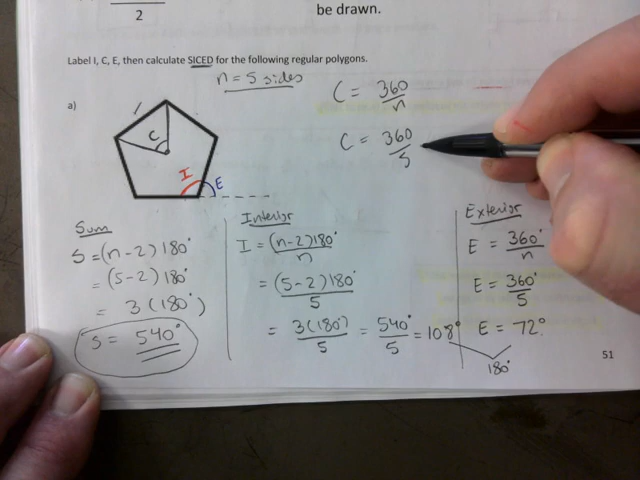 2
be drawn.
Label I, C, E, then calculate SICED for the following regular polygons.
n = 5 sides
a)
C
I
E
C = 360/n
C = 360/5
Sum
S = (n-2)180°
= (5-2)180°
= 3(180°)
S = 540°
Interior
I = (n-2)180°/n
= (5-2)180°/5
= 3(180°)/5 = 540°/5 = 108°
Exterior
E = 360°/n
E = 360°/5
E = 72°
180°
51